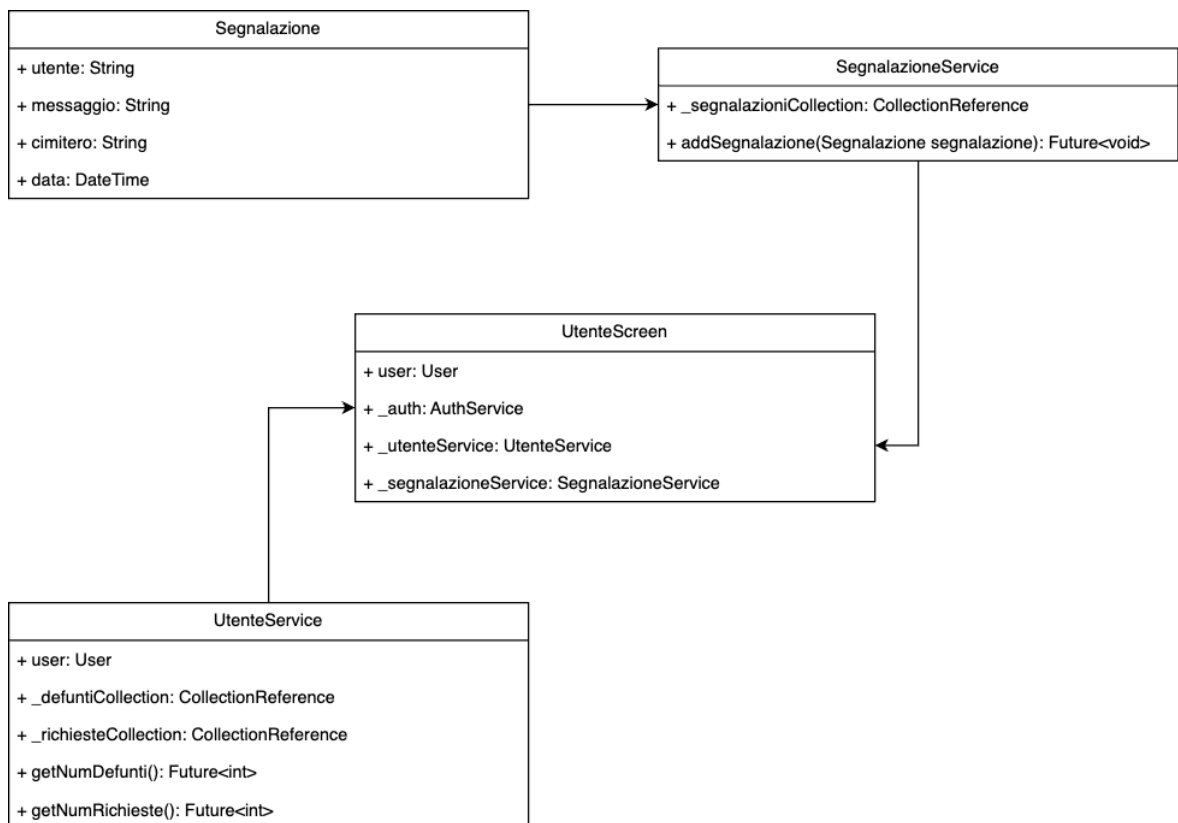 Segnalazione
+ utente: String
+ messaggio: String
+ cimitero: String
+ data: DateTime
SegnalazioneService
+ _segnalazioniCollection: CollectionReference
+ addSegnalazione(Segnalazione segnalazione): Future<void>
UtenteScreen
+ user: User
+ _auth: AuthService
+ _utenteService: UtenteService
+ _segnalazioneService: SegnalazioneService
UtenteService
+ user: User
+ _defuntiCollection: CollectionReference
+ _richiesteCollection: CollectionReference
+ getNumDefunti(): Future<int>
+ getNumRichieste(): Future<int>